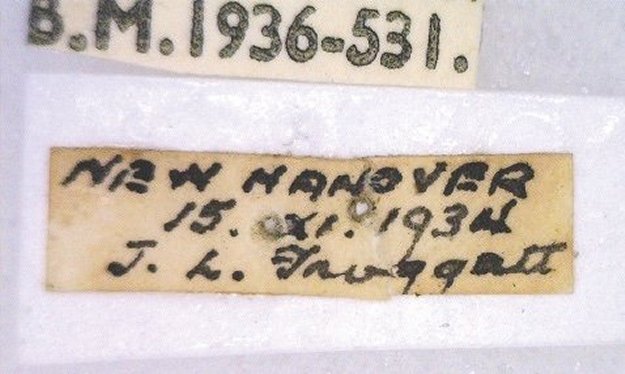 B.M.1936-531.
NEW HANOVER
15. XI. 1934
J. L. Froggatt